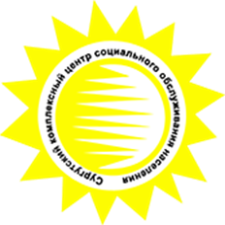 Сургутский комплексный центр социального обслуживания населения